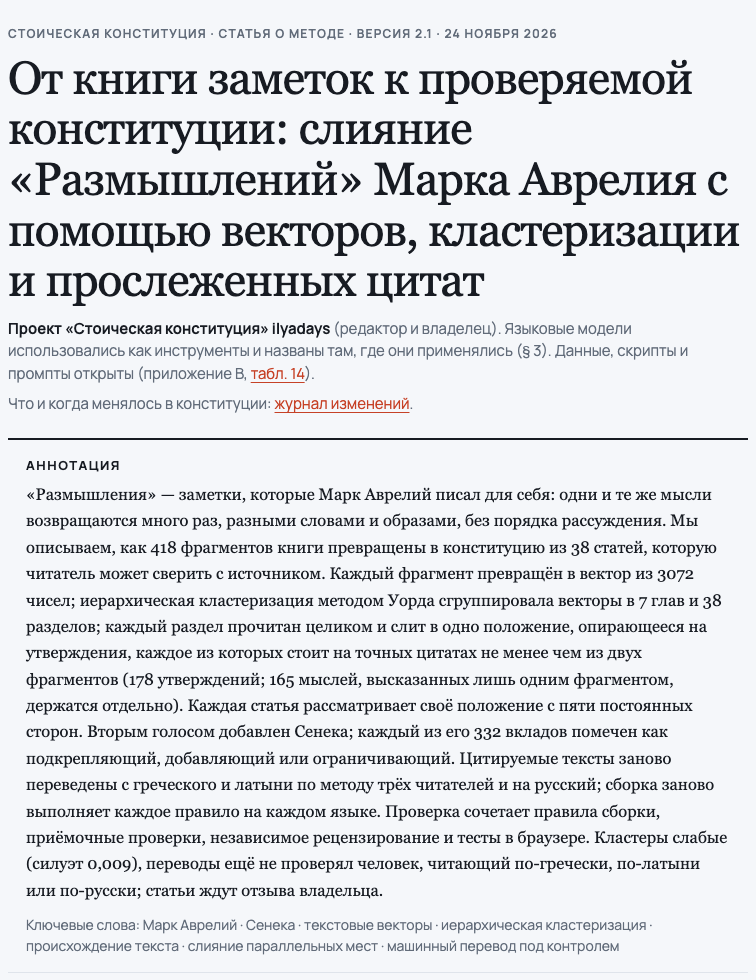 СТОИЧЕСКАЯ КОНСТИТУЦИЯ · СТАТЬЯ О МЕТОДЕ · ВЕРСИЯ 2.1 · 24 НОЯБРЯ 2026
От книги заметок к проверяемой
конституции: слияние
«Размышлений» Марка Аврелия с
помощью векторов, кластеризации
и прослеженных цитат
Проект «Стоическая конституция» ilyadays (редактор и владелец). Языковые модели
использовались как инструменты и названы там, где они применялись (§ 3). Данные, скрипты и
промпты открыты (приложение B, табл. 14).
Что и когда менялось в конституции: журнал изменений.
АННОТАЦИЯ
«Размышления» — заметки, которые Марк Аврелий писал для себя: одни и те же мысли
возвращаются много раз, разными словами и образами, без порядка рассуждения. Мы
описываем, как 418 фрагментов книги превращены в конституцию из 38 статей, которую
читатель может сверить с источником. Каждый фрагмент превращён в вектор из 3072
чисел; иерархическая кластеризация методом Уорда сгруппировала векторы в 7 глав и 38
разделов; каждый раздел прочитан целиком и слит в одно положение, опирающееся на
утверждения, каждое из которых стоит на точных цитатах не менее чем из двух
фрагментов (178 утверждений; 165 мыслей, высказанных лишь одним фрагментом,
держатся отдельно). Каждая статья рассматривает своё положение с пяти постоянных
сторон. Вторым голосом добавлен Сенека; каждый из его 332 вкладов помечен как
подкрепляющий, добавляющий или ограничивающий. Цитируемые тексты заново
переведены с греческого и латыни по методу трёх читателей и на русский; сборка заново
выполняет каждое правило на каждом языке. Проверка сочетает правила сборки,
приёмочные проверки, независимое рецензирование и тесты в браузере. Кластеры слабые
(силуэт 0,009), переводы ещё не проверял человек, читающий по-гречески, по-латыни
или по-русски; статьи ждут отзыва владельца.
Ключевые слова: Марк Аврелий · Сенека · текстовые векторы · иерархическая кластеризация ·
происхождение текста · слияние параллельных мест · машинный перевод под контролем